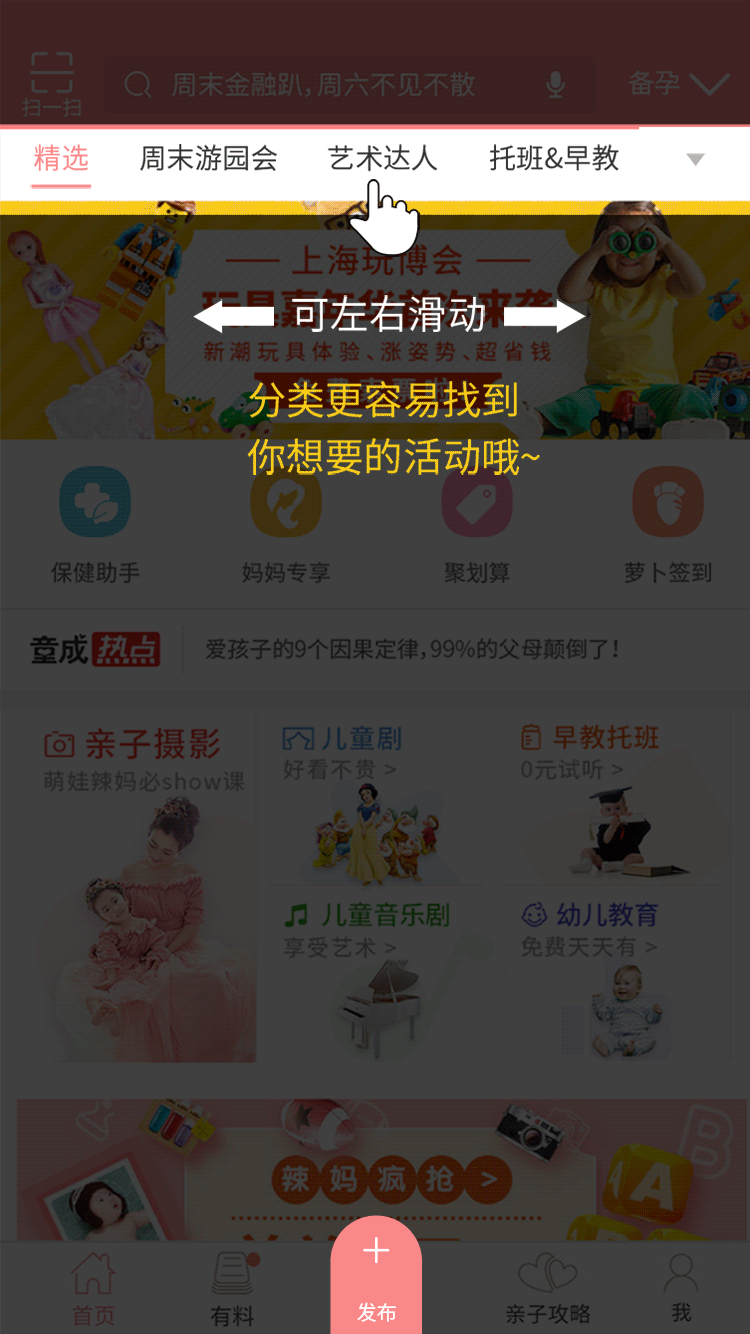 周末金融趴,周六不见不散
备孕
扫一扫
精选 周末游园会 艺术达人 托班&早教
上海玩博会
可左右滑动
新潮玩具体验、涨姿势、超省钱
分类更容易找到
你想要的活动哦~
保健助手 妈妈专享 聚划算 萝卜签到
童成热点 爱孩子的9个因果定律,99%的父母颠倒了!
亲子摄影
萌娃辣妈必show课
儿童剧
好看不贵 >
早教托班
0元试听 >
儿童音乐剧
享受艺术 >
幼儿教育
免费天天有 >
辣妈疯抢 >
B
A
A
首页 有料 发布 亲子攻略 我